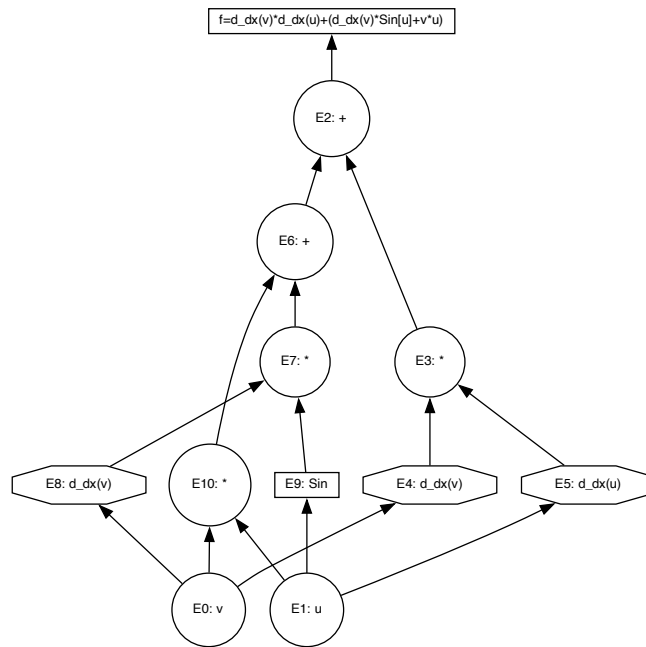 f=d_dx(v)*d_dx(u)+(d_dx(v)*Sin[u]+v*u)
E2: +
E6: +
E7: *
E3: *
E8: d_dx(v)
E10: *
E9: Sin
E4: d_dx(v)
E5: d_dx(u)
E0: v
E1: u